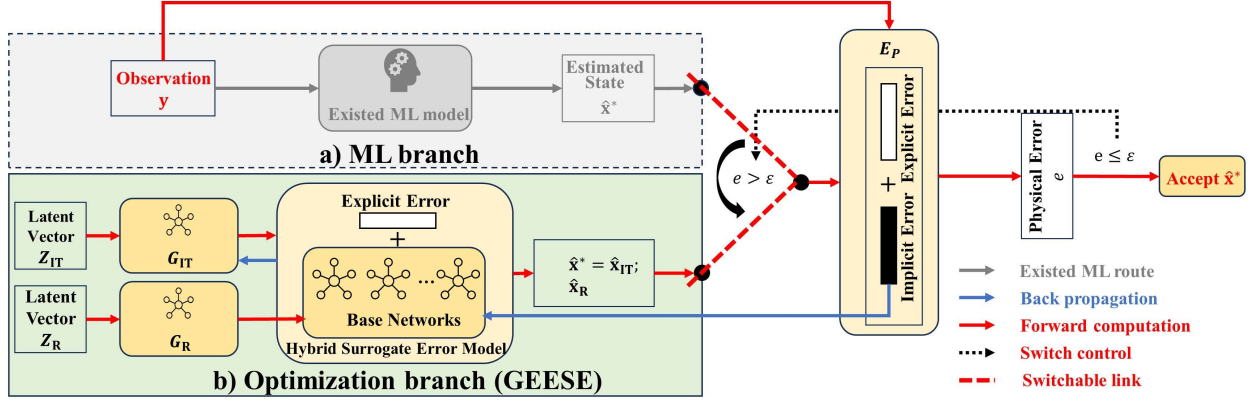 Observation
y
Existed ML model
Estimated
State
x̂*
a) ML branch
Latent
Vector
Z_IT
G_IT
Latent
Vector
Z_R
G_R
Explicit Error
+
...
Base Networks
Hybrid Surrogate Error Model
x̂* = x̂_IT;
x̂_R
b) Optimization branch (GEESE)
e > ε
E_P
Implicit Error + Explicit Error
Physical Error
e
e ≤ ε
Accept x̂*
Existed ML route
Back propagation
Forward computation
Switch control
Switchable link